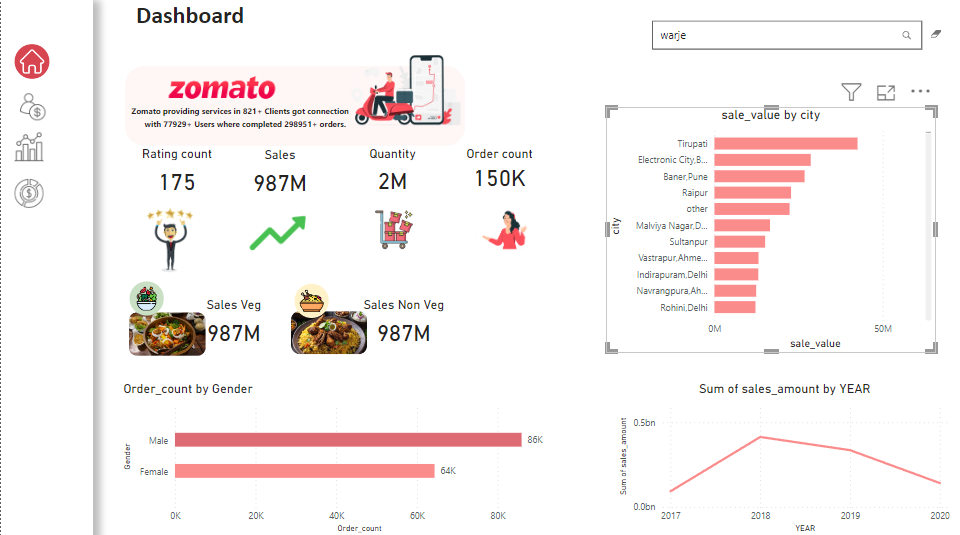 Dashboard
warje
zomato
Zomato providing services in 821+ Clients got connection
with 77929+ Users where completed 298951+ orders.
Rating count
175
Sales
987M
Quantity
2M
Order count
150K
Sales Veg
987M
Sales Non Veg
987M
sale_value by city
city
Tirupati
Electronic City,B...
Baner,Pune
Raipur
other
Malviya Nagar,D...
Sultanpur
Vastrapur,Ahme...
Indirapuram,Delhi
Navrangpura,Ah...
Rohini,Delhi
0M 50M
sale_value
Order_count by Gender
Gender
Male 86K
Female 64K
0K 20K 40K 60K 80K
Order_count
Sum of sales_amount by YEAR
Sum of sales_amount
0.5bn
0.0bn
2017 2018 2019 2020
YEAR